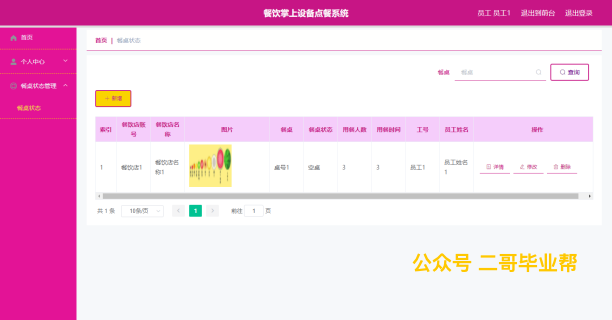 餐饮掌上设备点餐系统
员工 员工1 退出到前台 退出登录
首页
个人中心
餐桌状态管理
餐桌状态
首页 | 餐桌状态
餐桌 餐桌 查询
+ 新增
索引 餐饮店账号 餐饮店名称 图片 餐桌 餐桌状态 用餐人数 用餐时间 工号 员工姓名 操作
1 餐饮店1 餐饮店名称1 桌号1 空桌 3 3 员工1 员工姓名1 详情 修改 删除
共 1 条 10条/页 1 前往 1 页
公众号 二哥毕业帮